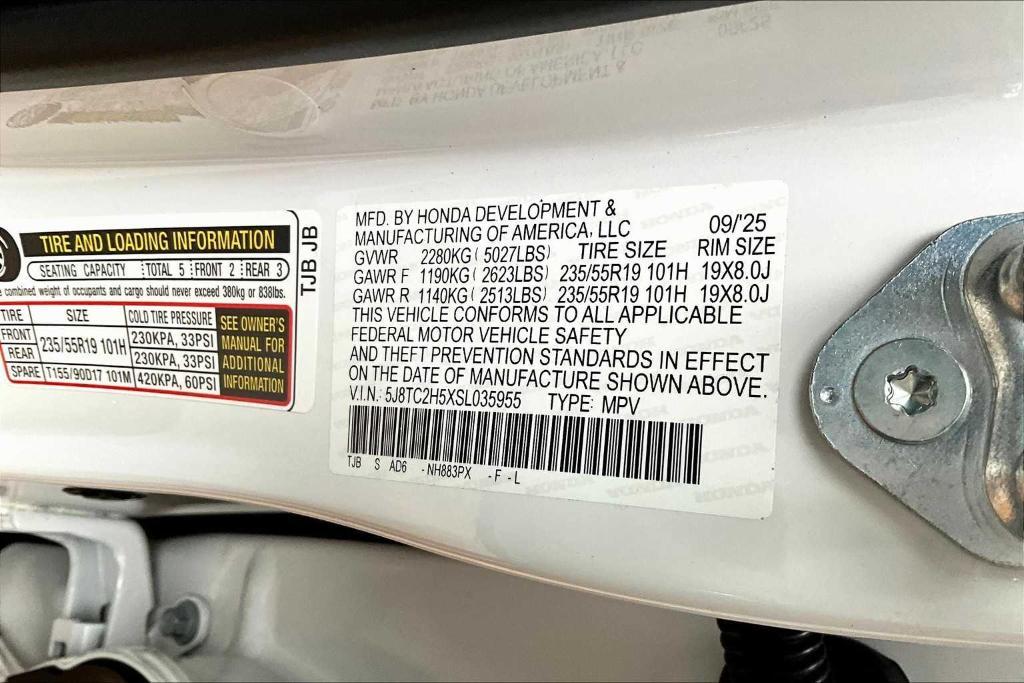 TIRE AND LOADING INFORMATION
SEATING CAPACITY TOTAL 5 FRONT 2 REAR 3
combined weight of occupants and cargo should never exceed 380kg or 838lbs.
TIRE SIZE COLD TIRE PRESSURE
FRONT 235/55R19 101H 230KPA, 33PSI
REAR 230KPA, 33PSI
SPARE T155/90D17 101M 420KPA, 60PSI
SEE OWNER'S
MANUAL FOR
ADDITIONAL
INFORMATION
TJB JB
MFD. BY HONDA DEVELOPMENT &
MANUFACTURING OF AMERICA, LLC 09/'25
GVWR 2280KG (5027LBS) TIRE SIZE RIM SIZE
GAWR F 1190KG (2623LBS) 235/55R19 101H 19X8.0J
GAWR R 1140KG (2513LBS) 235/55R19 101H 19X8.0J
THIS VEHICLE CONFORMS TO ALL APPLICABLE
FEDERAL MOTOR VEHICLE SAFETY
AND THEFT PREVENTION STANDARDS IN EFFECT
ON THE DATE OF MANUFACTURE SHOWN ABOVE.
V.I.N.: 5J8TC2H5XSL035955 TYPE: MPV
TJB S AD6 -NH883PX -F -L